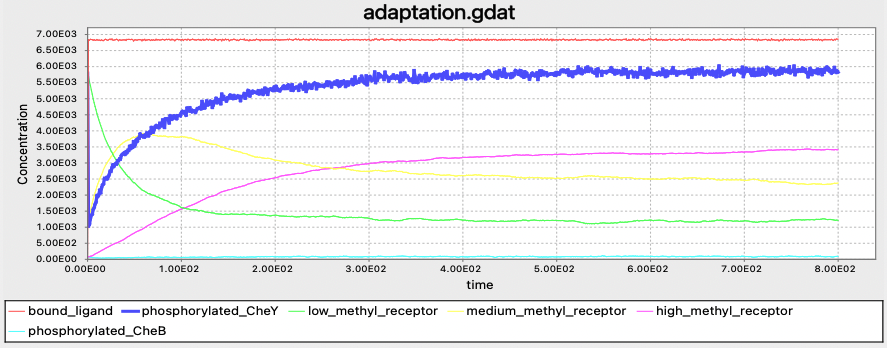 adaptation.gdat
7.00E03
6.50E03
6.00E03
5.50E03
5.00E03
4.50E03
4.00E03
3.50E03
3.00E03
2.50E03
2.00E03
1.50E03
1.00E03
5.00E02
0.00E00
Concentration
0.00E00 1.00E02 2.00E02 3.00E02 4.00E02 5.00E02 6.00E02 7.00E02 8.00E02
time
bound_ligand phosphorylated_CheY low_methyl_receptor medium_methyl_receptor high_methyl_receptor
phosphorylated_CheB